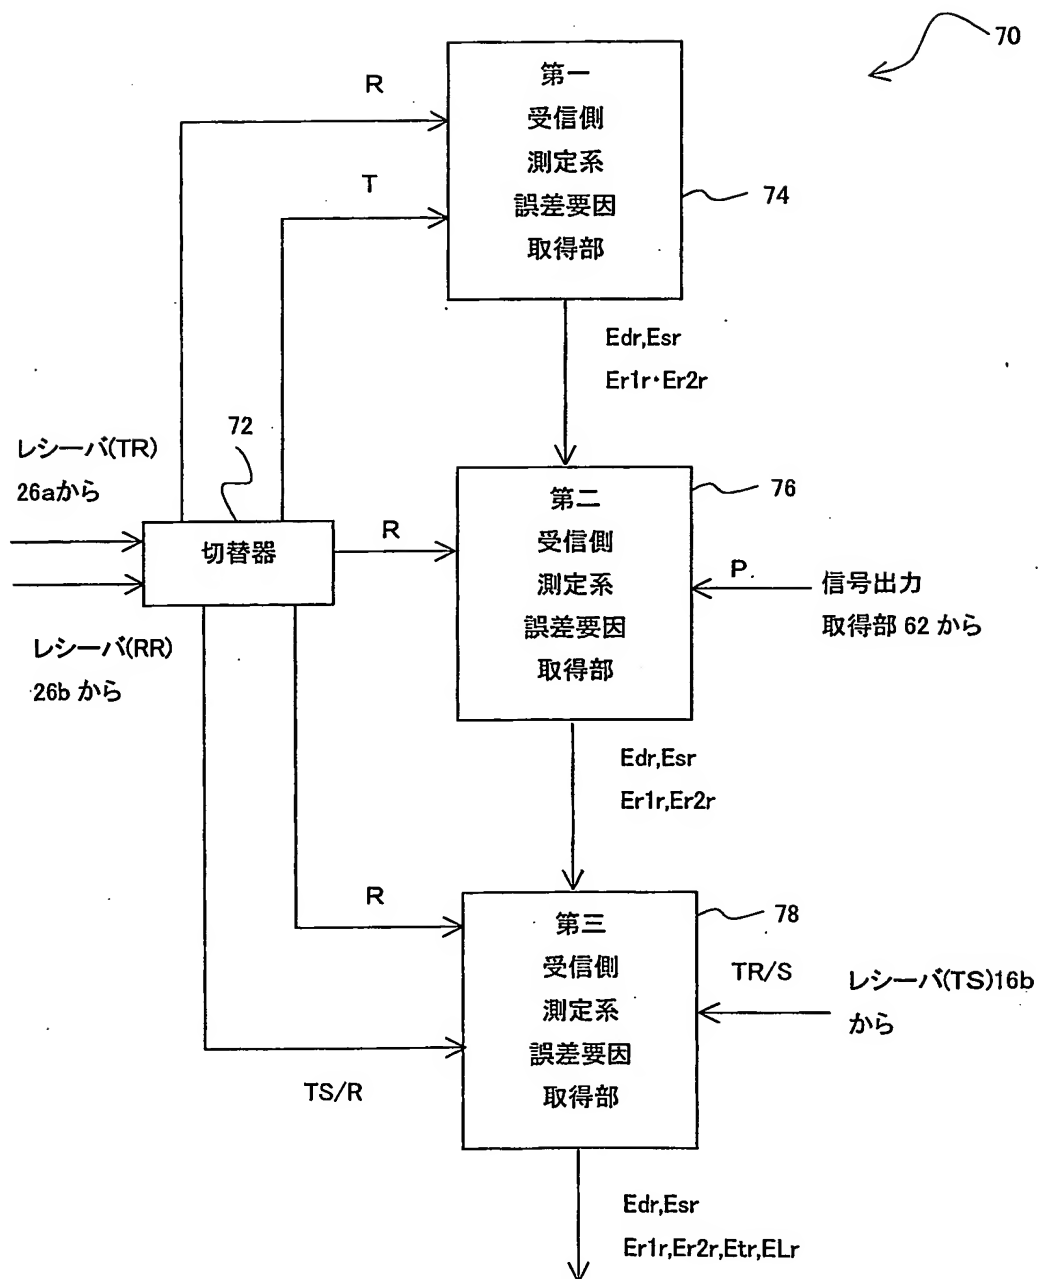 70
R
第一
受信側
測定系
誤差要因
取得部
T
74
Edr,Esr
Er1r・Er2r
レシーバ(TR)
26aから
72
切替器
R
第二
受信側
測定系
誤差要因
取得部
76
P
信号出力
取得部 62 から
レシーバ(RR)
26b から
Edr,Esr
Er1r,Er2r
R
第三
受信側
測定系
誤差要因
取得部
78
TR/S
レシーバ(TS)16b
から
TS/R
Edr,Esr
Er1r,Er2r,Etr,ELr